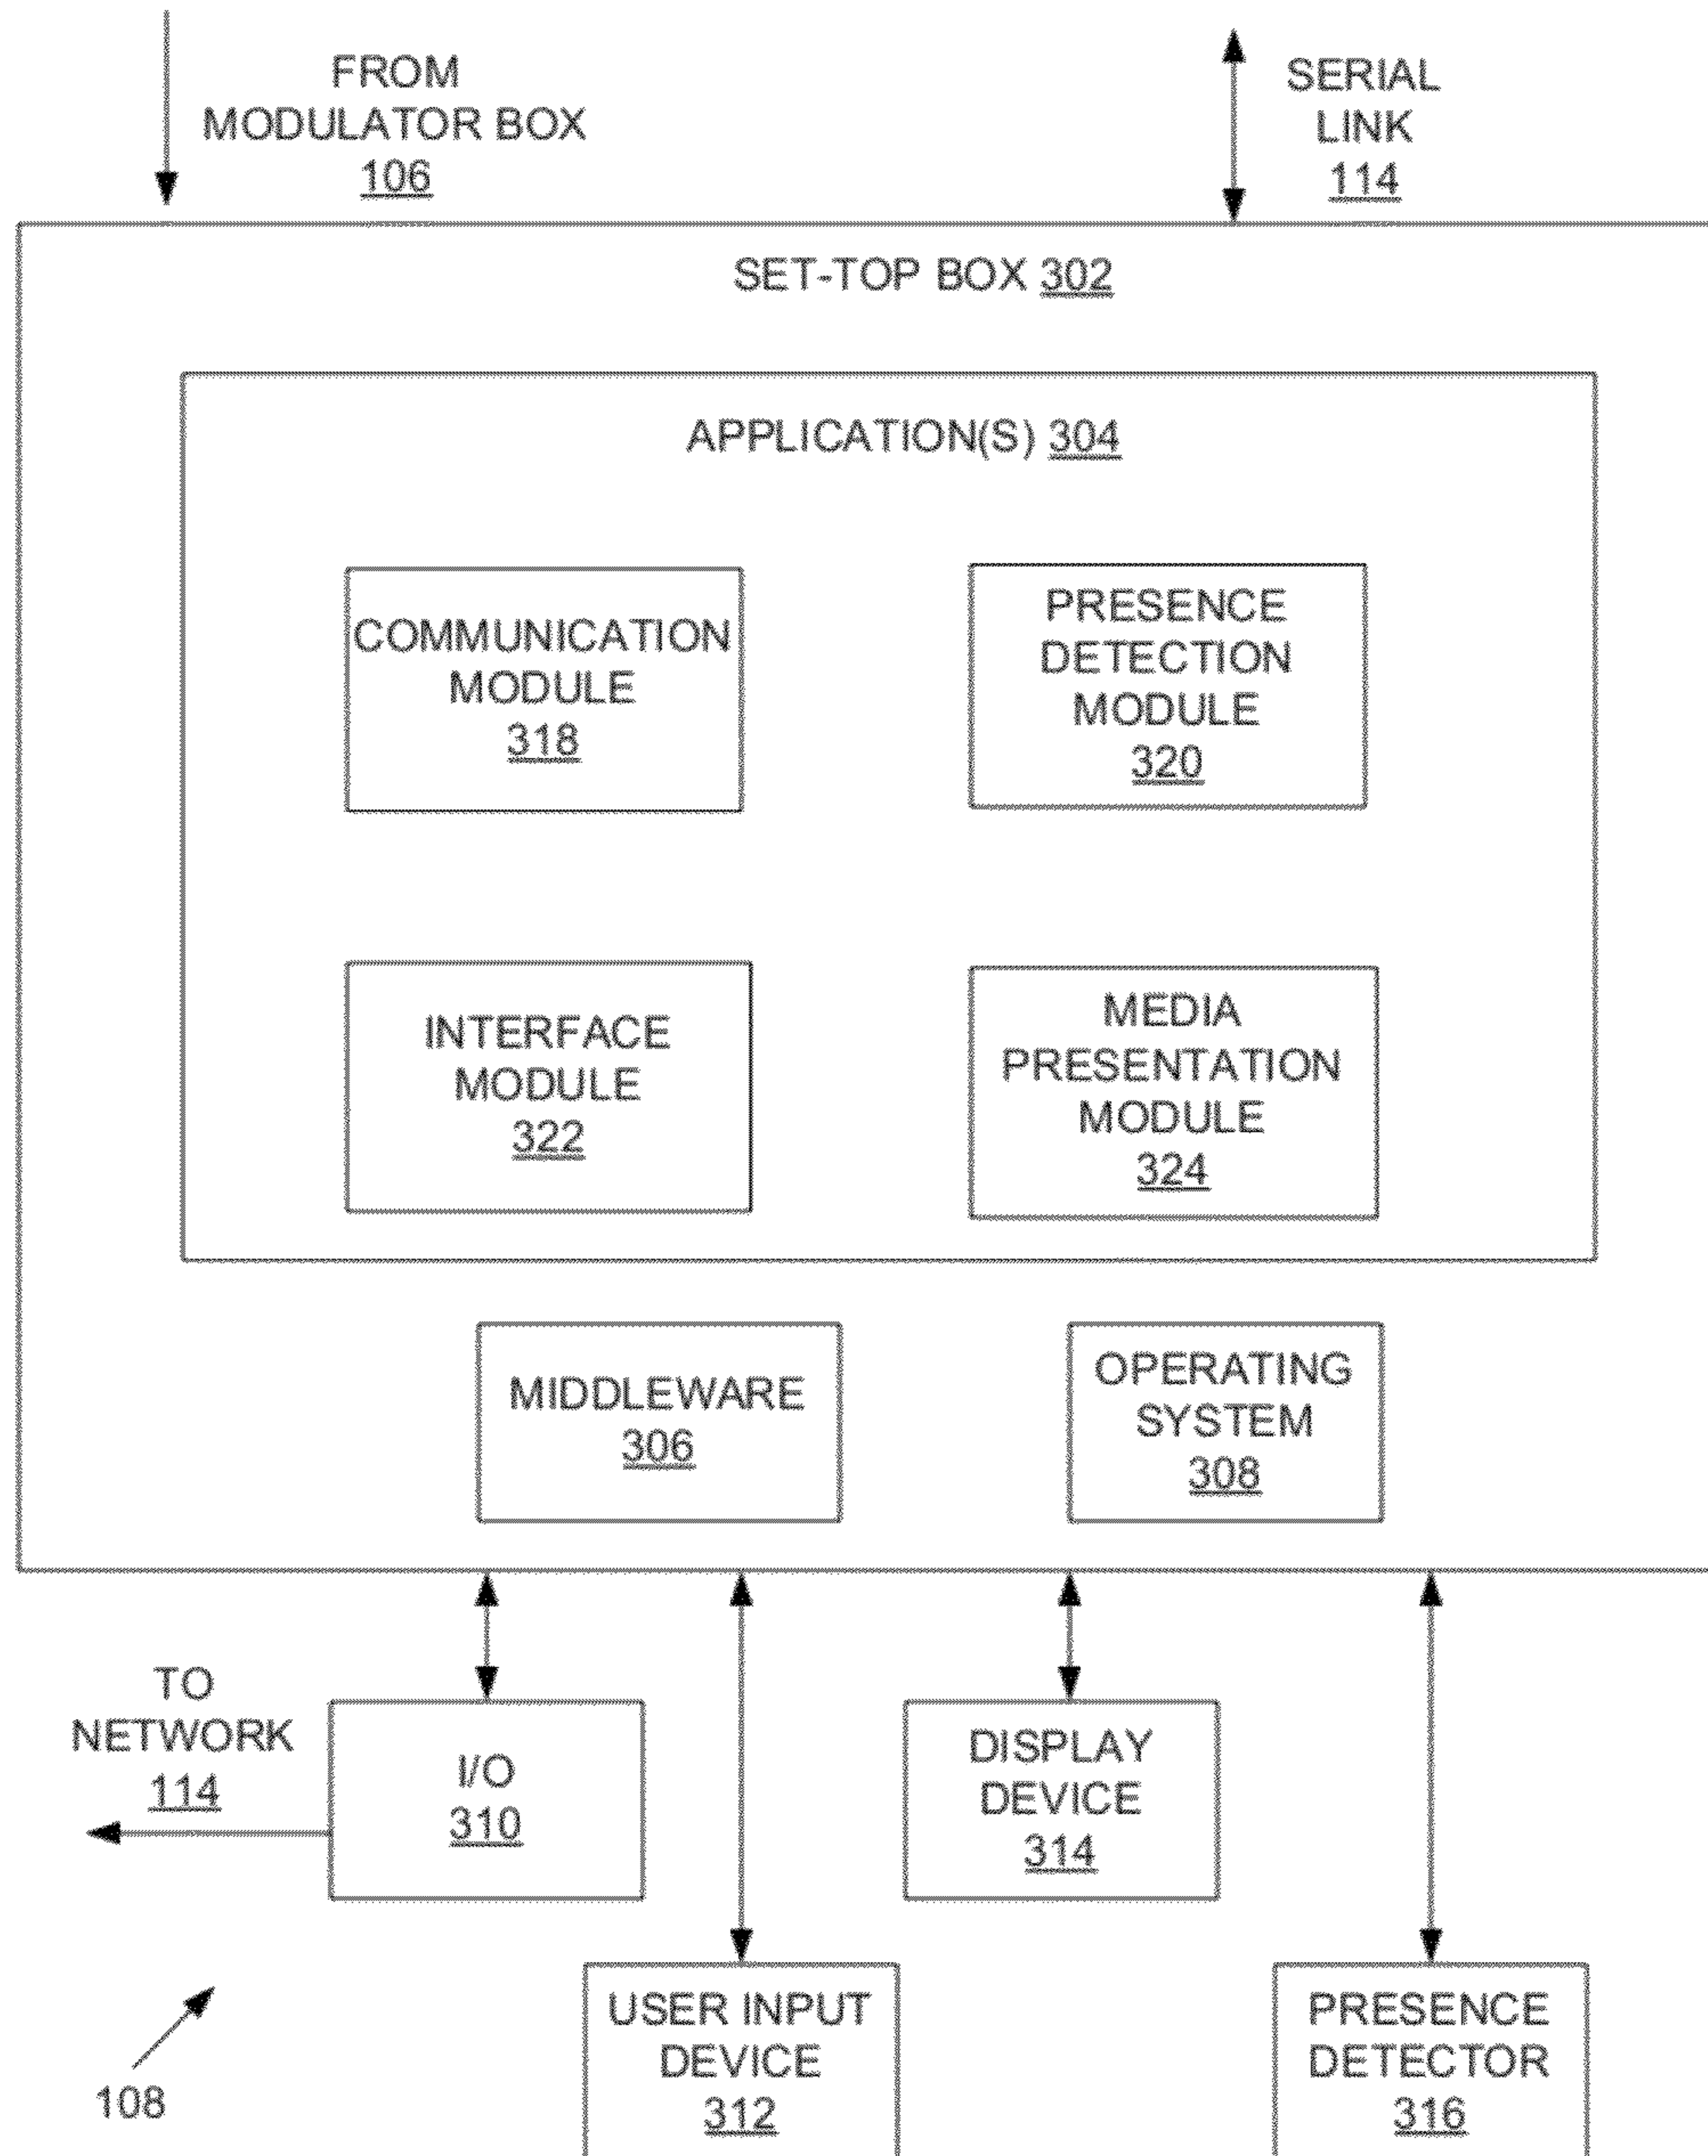 FROM
MODULATOR BOX
106
SERIAL
LINK
114
SET-TOP BOX 302
APPLICATION(S) 304
COMMUNICATION
MODULE
318
PRESENCE
DETECTION
MODULE
320
INTERFACE
MODULE
322
MEDIA
PRESENTATION
MODULE
324
MIDDLEWARE
306
OPERATING
SYSTEM
308
TO
NETWORK
114
I/O
310
DISPLAY
DEVICE
314
USER INPUT
DEVICE
312
PRESENCE
DETECTOR
316
108